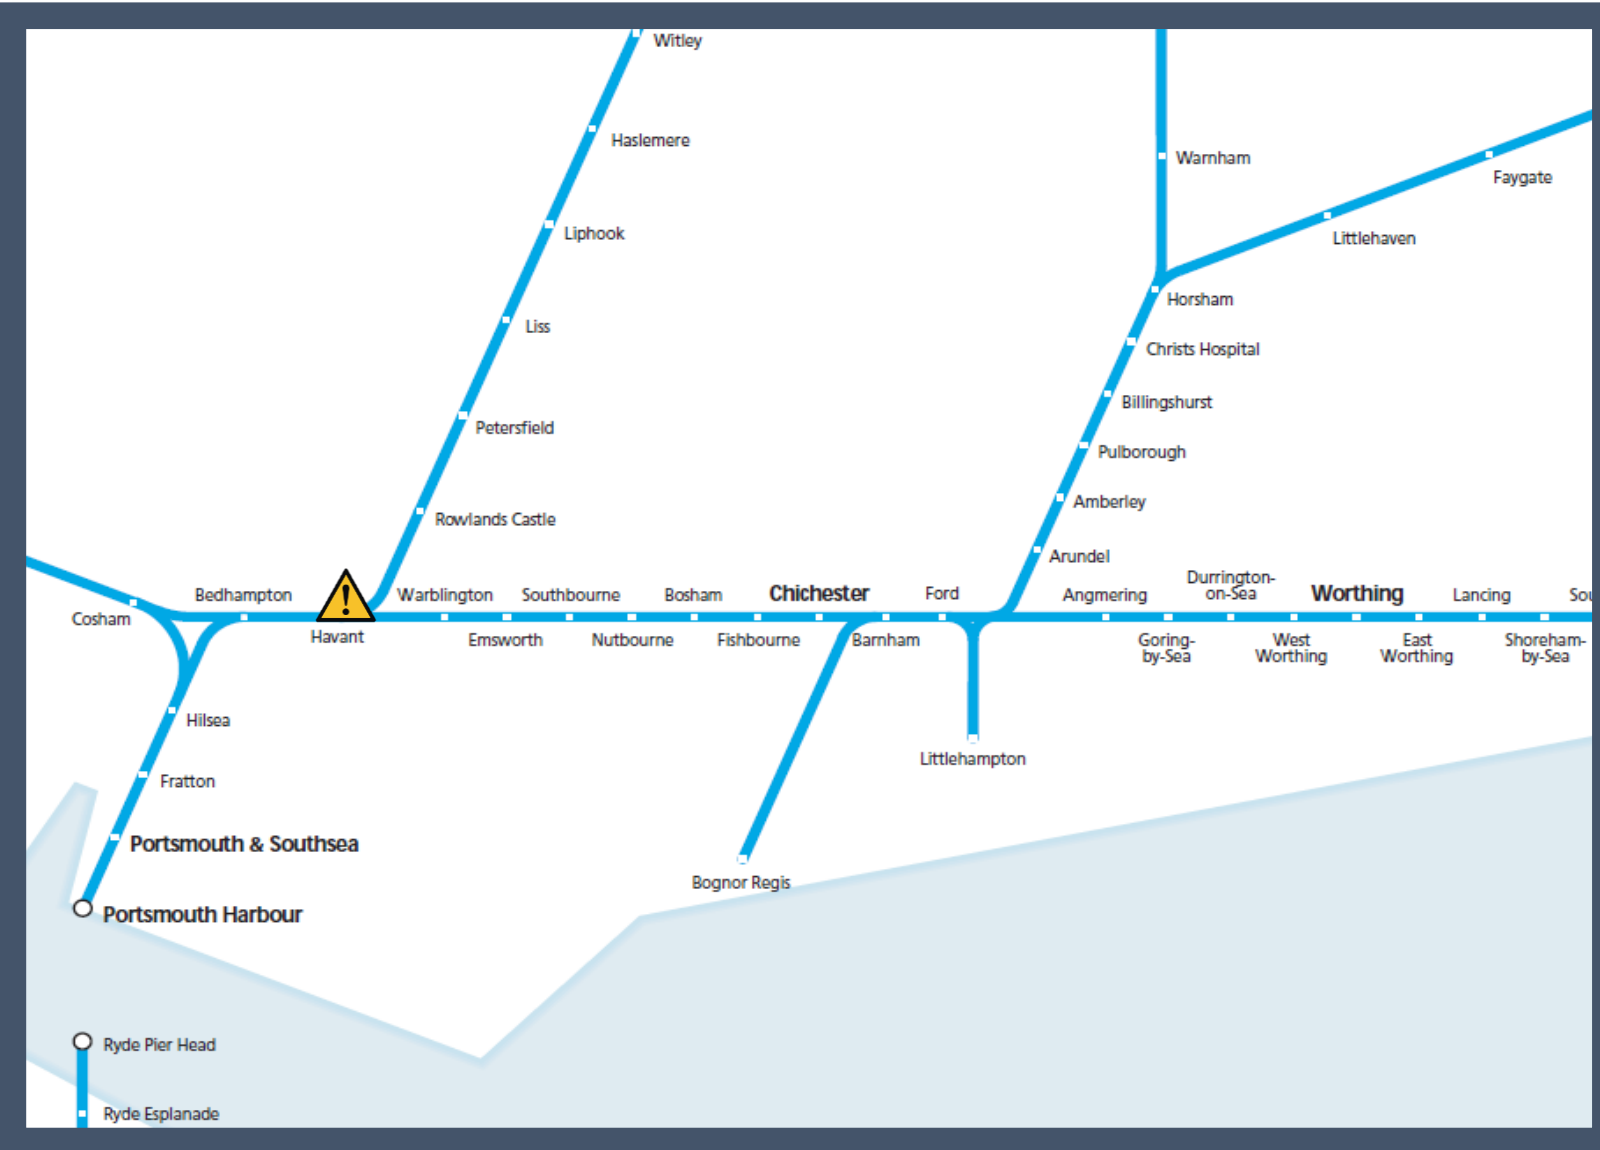 Witley
Haslemere
Warnham
Faygate
Liphook
Littlehaven
Horsham
Liss
Christs Hospital
Billingshurst
Petersfield
Pulborough
Amberley
Rowlands Castle
Arundel
Bedhampton
Warblington
Southbourne
Bosham
Chichester
Ford
Angmering
Durrington-
on-Sea
Worthing
Lancing
Sou
Cosham
Havant
Emsworth
Nutbourne
Fishbourne
Barnham
Goring-
by-Sea
West
Worthing
East
Worthing
Shoreham-
by-Sea
Hilsea
Littlehampton
Fratton
Portsmouth & Southsea
Bognor Regis
Portsmouth Harbour
Ryde Pier Head
Ryde Esplanade